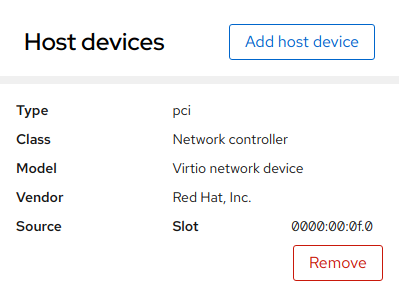 Host devices Add host device
Type pci
Class Network controller
Model Virtio network device
Vendor Red Hat, Inc.
Source Slot 0000:00:0f.0
Remove